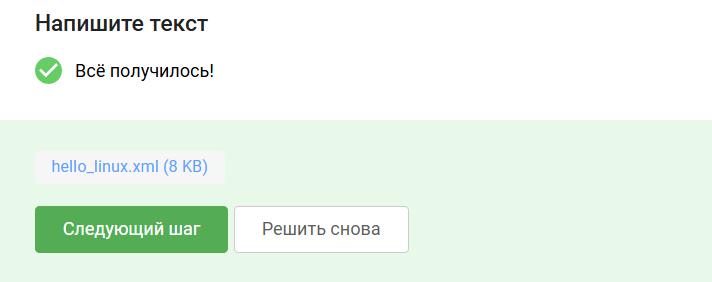 Напишите текст
Всё получилось!
hello_linux.xml (8 KB)
Следующий шаг
Решить снова